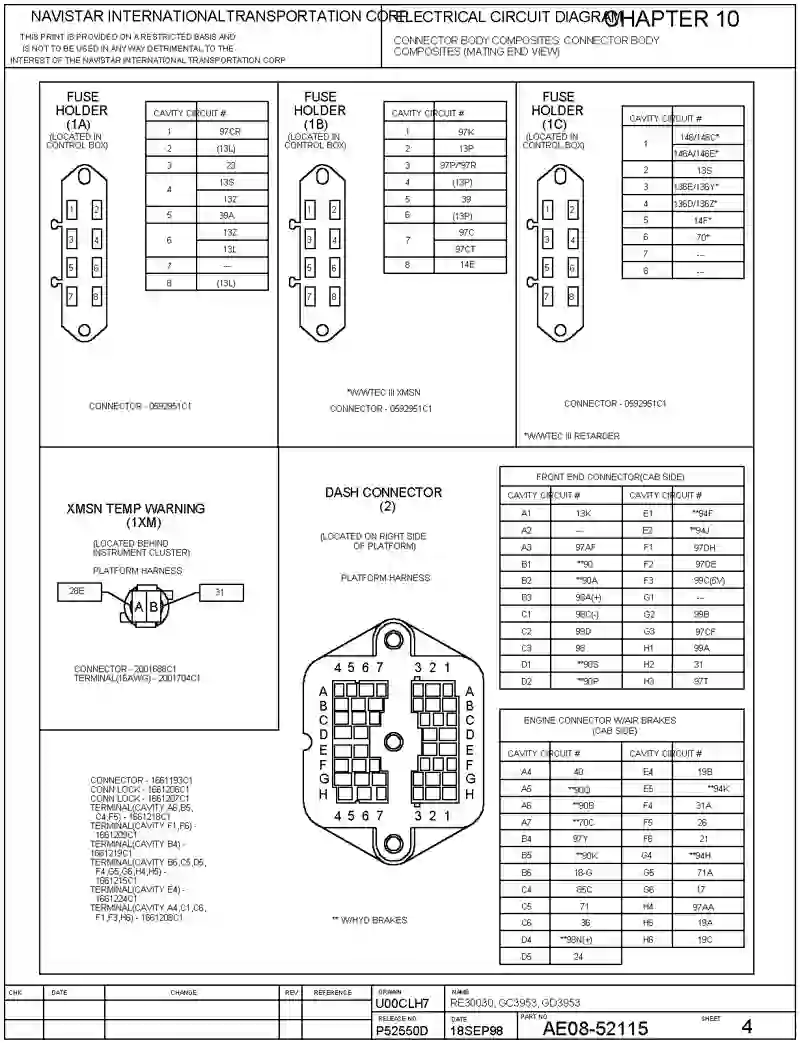 NAVISTAR INTERNATIONAL TRANSPORTATION CORP
THIS PRINT IS PROVIDED ON A RESTRICTED BASIS AND
IS NOT TO BE USED IN ANY WAY DETRIMENTAL TO THE
INTEREST OF THE NAVISTAR INTERNATIONAL TRANSPORTATION CORP
ELECTRICAL CIRCUIT DIAGRAM
CHAPTER 10
CONNECTOR BODY COMPOSITES: CONNECTOR BODY
COMPOSITES (MATING END VIEW)
FUSE
HOLDER
(1A)
(LOCATED IN
CONTROL BOX)
1 2
3 4
5 6
7 8
CAVITY CIRCUIT #
1 97CR
2 (13L)
3 23
4 13S
13Z
5 39A
6 13Z
13L
7 ---
8 (13L)
CONNECTOR - 0592951C1
FUSE
HOLDER
(1B)
(LOCATED IN
CONTROL BOX)
1 2
3 4
5 6
7 8
CAVITY CIRCUIT #
1 97K
2 13P
3 97P/*97R
4 (13P)
5 39
6 (13P)
7 97C
97CT
8 14E
*W/WTEC III XMSN
CONNECTOR - 0592951C1
FUSE
HOLDER
(1C)
(LOCATED IN
CONTROL BOX)
1 2
3 4
5 6
7 8
CAVITY CIRCUIT #
1 146/146C*
146A/146E*
2 13S
3 136E/136Y*
4 136D/136Z*
5 14F*
6 70*
7 ---
8 ---
CONNECTOR - 0592951C1
*W/WTEC III RETARDER
XMSN TEMP WARNING
(1XM)
(LOCATED BEHIND
INSTRUMENT CLUSTER)
PLATFORM HARNESS
28E
A B
31
CONNECTOR - 2001688C1
TERMINAL(16AWG) - 2001704C1
DASH CONNECTOR
(2)
(LOCATED ON RIGHT SIDE
OF PLATFORM)
PLATFORM HARNESS
4 5 6 7 3 2 1
A A
B B
C C
D D
E E
F F
G G
H H
4 5 6 7 3 2 1
** W/HYD BRAKES
CONNECTOR - 1661193C1
CONN LOCK - 1661206C1
CONN LOCK - 1661207C1
TERMINAL(CAVITY A6,B5,
C4,F5) - 1661218C1
TERMINAL(CAVITY F1,F6) -
1661209C1
TERMINAL(CAVITY B4) -
1661219C1
TERMINAL(CAVITY B6,C5,D5,
F4,G5,G6,H4,H5) -
1661215C1
TERMINAL(CAVITY E4) -
1661224C1
TERMINAL(CAVITY A4,C1,C6,
F1,F3,H6) - 1661208C1
FRONT END CONNECTOR(CAB SIDE)
CAVITY CIRCUIT # CAVITY CIRCUIT #
A1 13K E1 **94F
A2 --- E2 **94J
A3 97AF F1 97DH
B1 **90 F2 97DE
B2 **90A F3 99C(SV)
B3 98A(+) G1 ---
C1 98C(-) G2 99B
C2 99D G3 97CF
C3 98 H1 99A
D1 **90S H2 31
D2 **90P H3 97T
ENGINE CONNECTOR W/AIR BRAKES
(CAB SIDE)
CAVITY CIRCUIT # CAVITY CIRCUIT #
A4 40 E4 19B
A5 **90Q E5 **94K
A6 **90B F4 31A
A7 **70C F5 26
B4 97Y F6 21
B5 **90K G4 **94H
B6 18-G G5 71A
C4 85C G6 17
C5 71 H4 97AA
C6 36 H5 19A
D4 **98N(+) H6 19C
D5 24
CHK DATE CHANGE REV REFERENCE
DRAWN
U00CLH7
NAME
RE30030, GC3953, GD3953
RELEASE NO.
P52550D
DATE
18SEP98
PART NO.
AE08-52115
SHEET 4